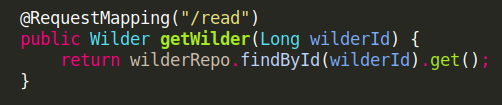 @RequestMapping("/read")
public Wilder getWilder(Long wilderId) {
    return wilderRepo.findById(wilderId).get();
}